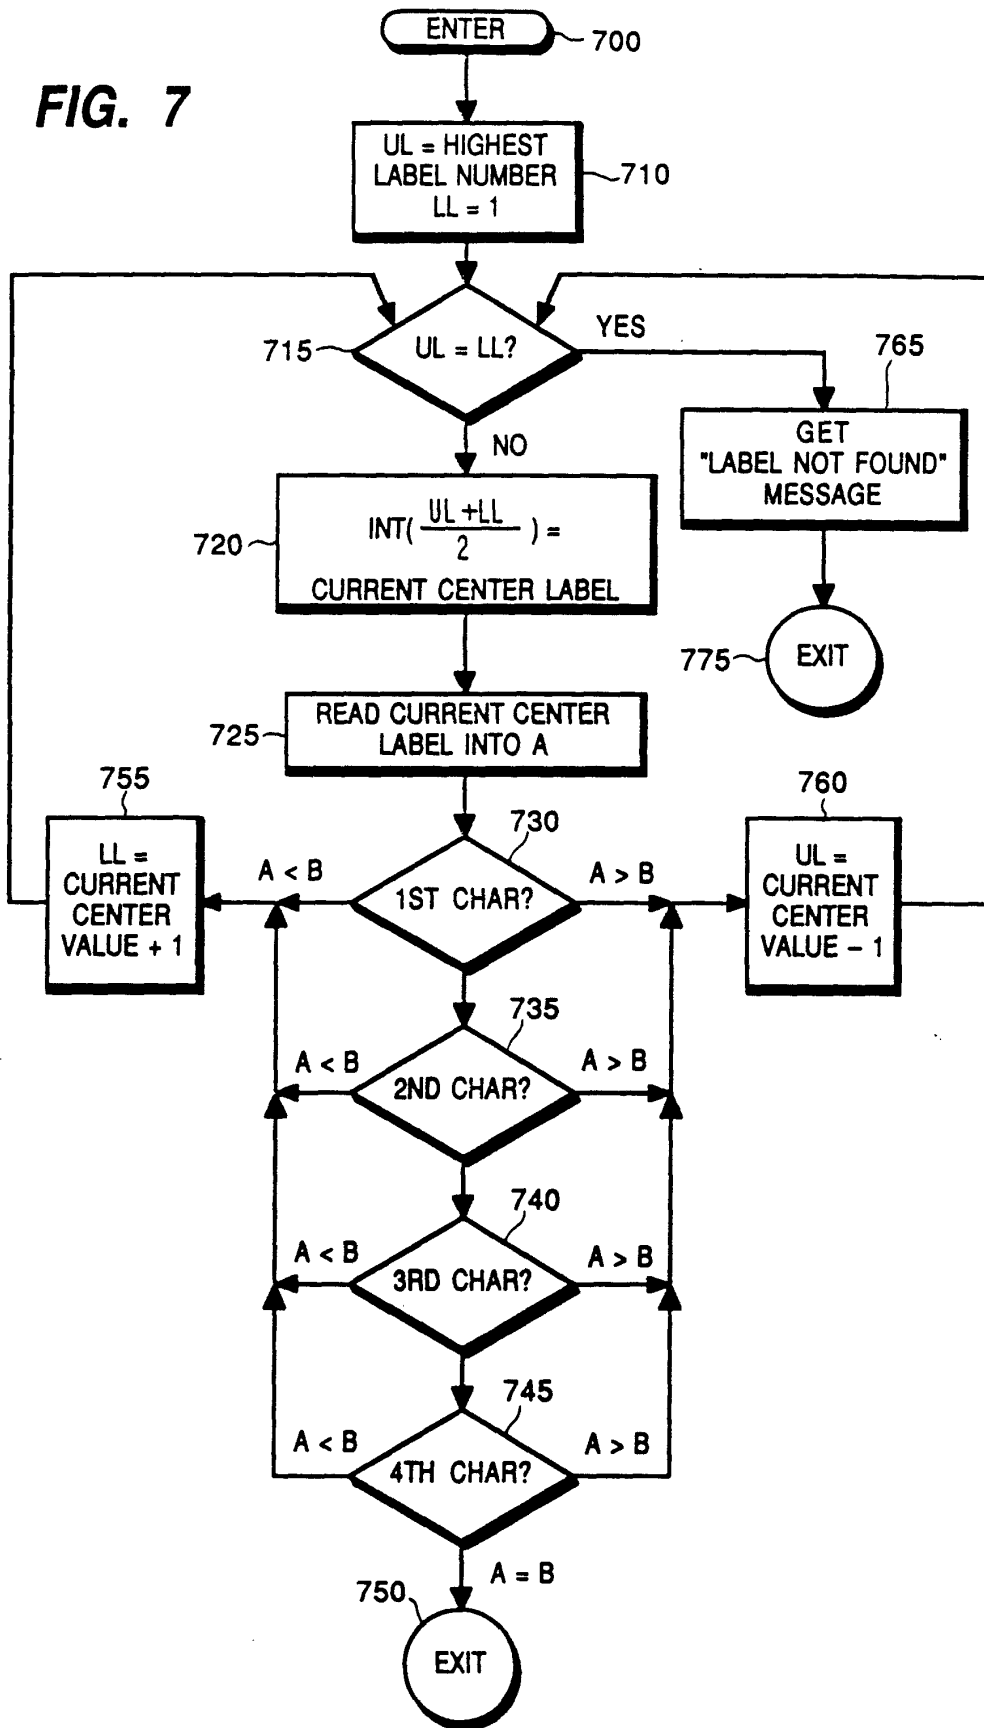 ENTER
700
FIG. 7
UL = HIGHEST
LABEL NUMBER
LL = 1
710
715
UL = LL?
YES
765
NO
GET
"LABEL NOT FOUND"
MESSAGE
720
INT( UL + LL / 2 ) =
CURRENT CENTER LABEL
775
EXIT
725
READ CURRENT CENTER
LABEL INTO A
755
730
760
LL =
CURRENT
CENTER
VALUE + 1
A < B
1ST CHAR?
A > B
UL =
CURRENT
CENTER
VALUE – 1
735
A < B
2ND CHAR?
A > B
740
A < B
3RD CHAR?
A > B
745
A < B
4TH CHAR?
A > B
A = B
750
EXIT